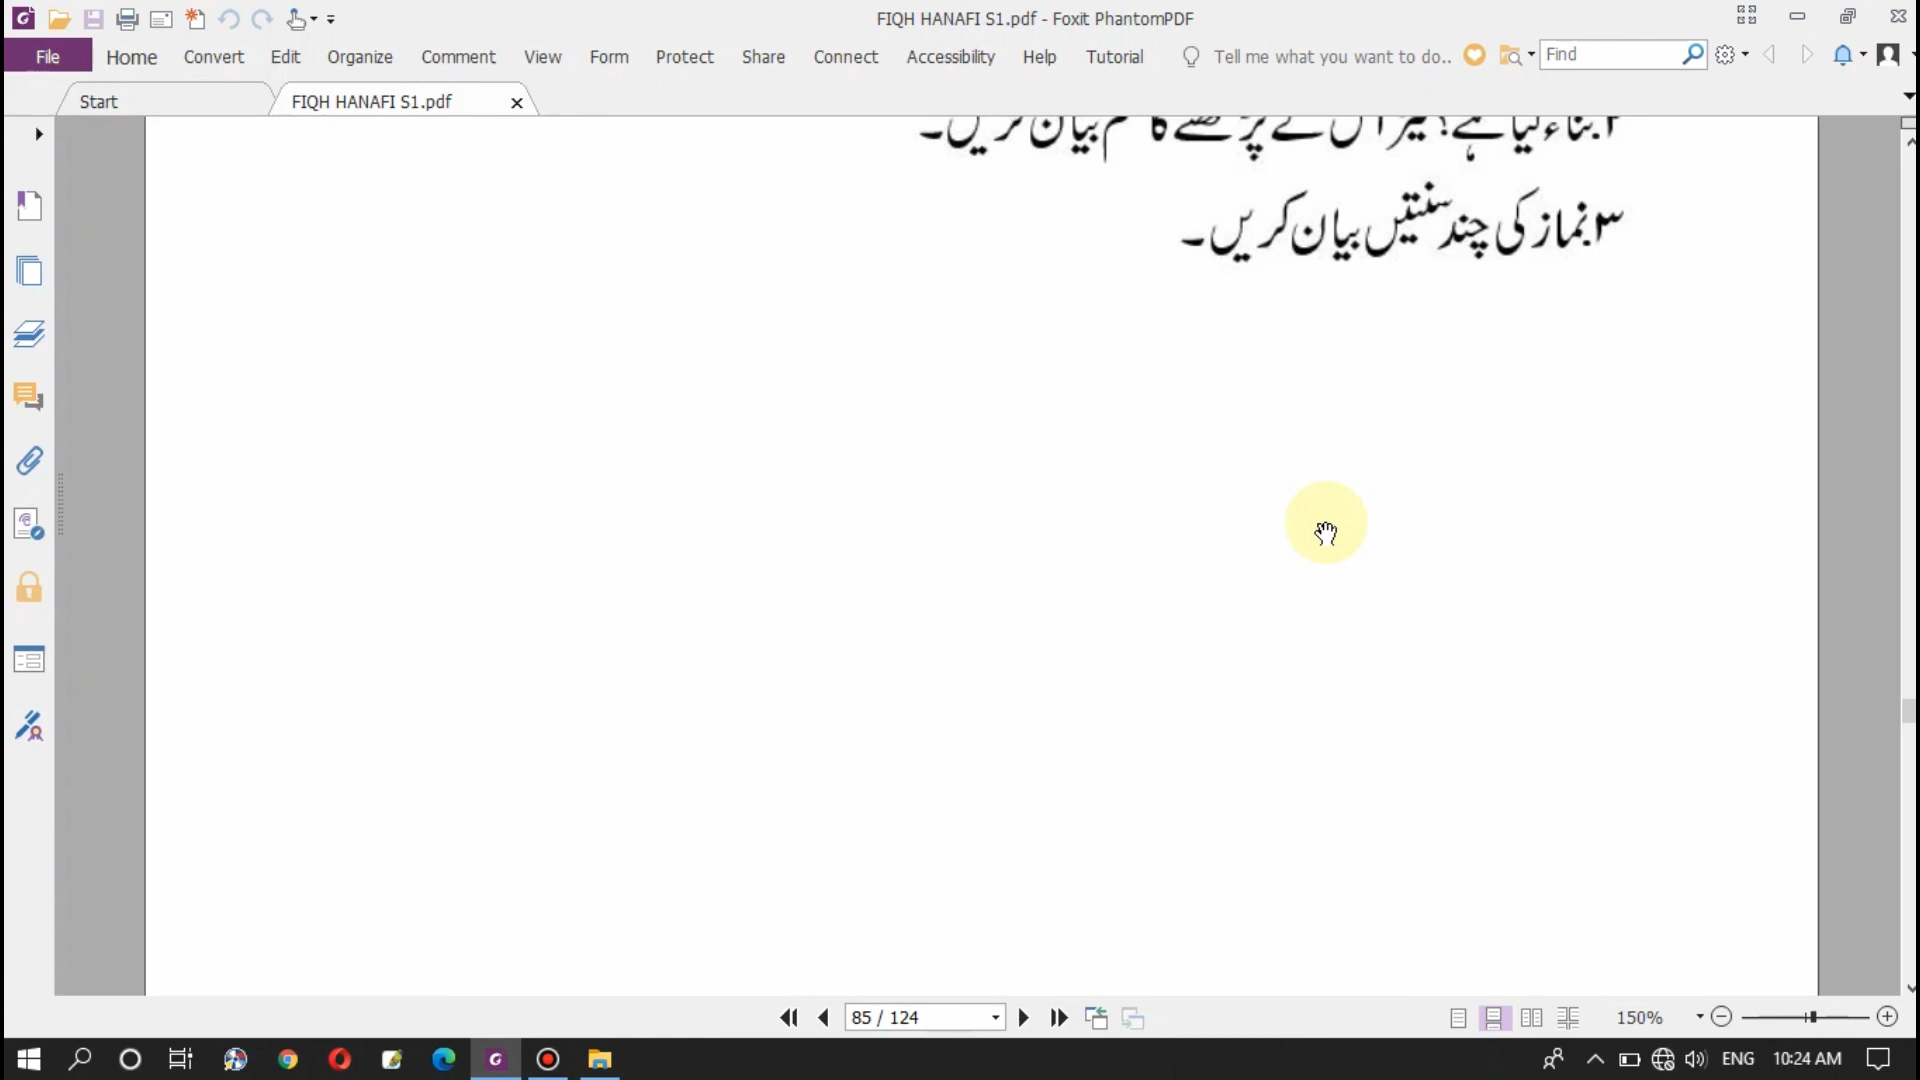 FIQH HANAFI S1.pdf - Foxit PhantomPDF
File Home Convert Edit Organize Comment View Form Protect Share Connect Accessibility Help Tutorial Tell me what you want to do.. Find
Start FIQH HANAFI S1.pdf
بیان کریں۔
۳ نماز کی چند سنتیں بیان کریں۔
85 / 124
150%
ENG 10:24 AM